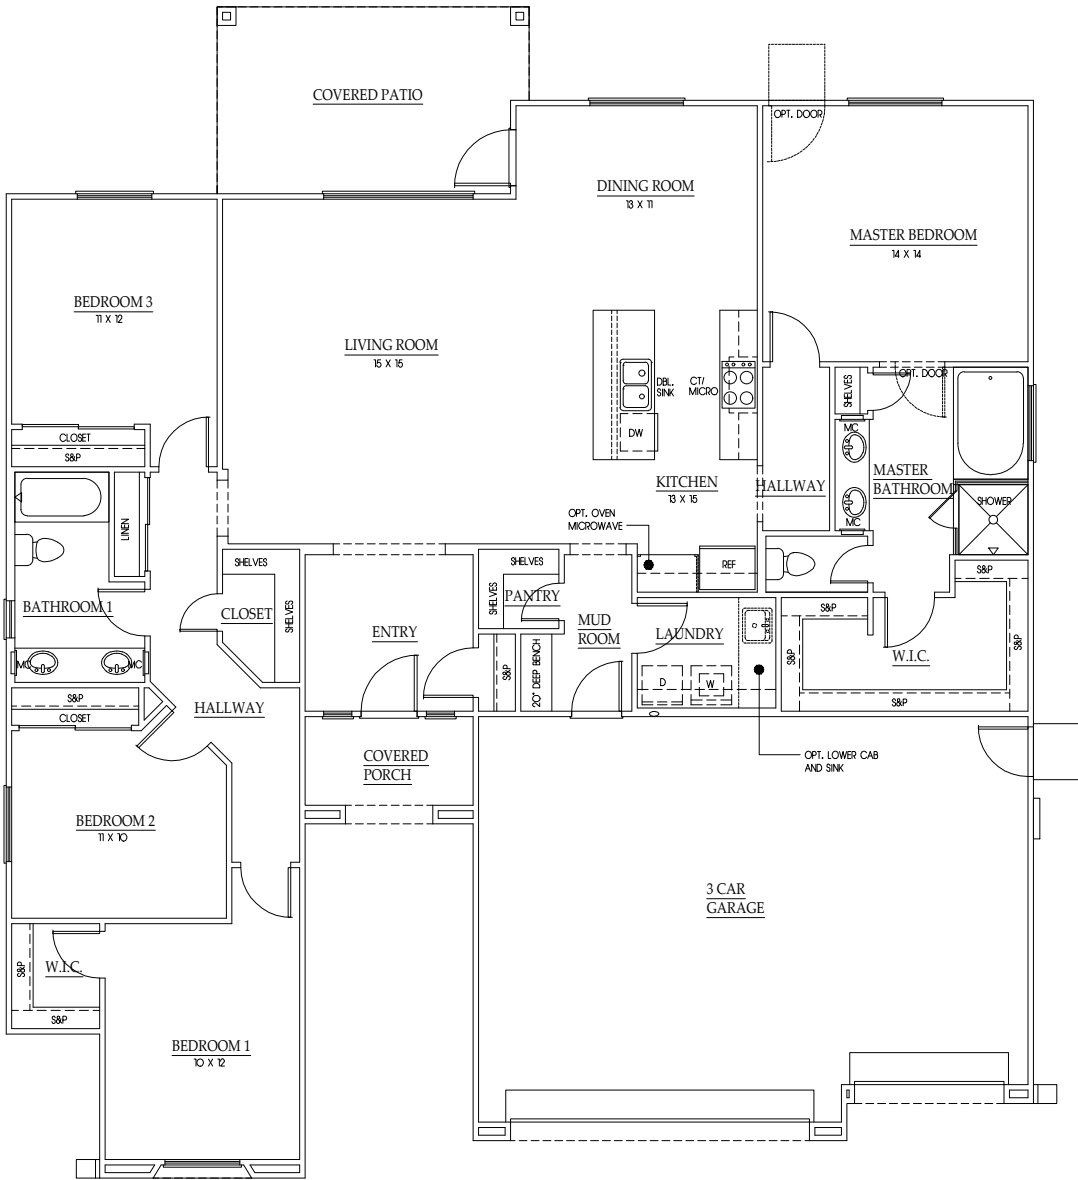 COVERED PATIO
OPT. DOOR
DINING ROOM
13 X 11
MASTER BEDROOM
14 X 14
BEDROOM 3
11 X 12
LIVING ROOM
15 X 15
DBL.
SINK
CT/
MICRO
DW
OPT. DOOR
SHELVES
MC
CLOSET
S&P
MASTER
BATHROOM
KITCHEN
13 X 15
HALLWAY
MC
SHOWER
LINEN
OPT. OVEN
MICROWAVE
REF
SHELVES
SHELVES
S&P
PANTRY
SHELVES
SHELVES
CLOSET
BATHROOM 1
S&P
MUD
ROOM
LAUNDRY
ENTRY
S&P
W.I.C.
S&P
MC
MC
S&P
20" DEEP BENCH
D
W
S&P
S&P
CLOSET
HALLWAY
COVERED
PORCH
OPT. LOWER CAB
AND SINK
BEDROOM 2
11 X 10
3 CAR
GARAGE
S&P
W.I.C.
S&P
BEDROOM 1
10 X 12